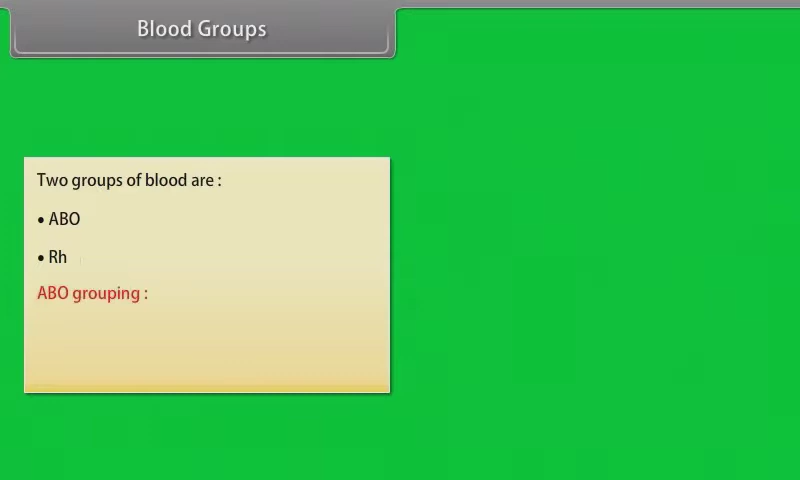 Blood Groups
Two groups of blood are :
• ABO
• Rh
ABO grouping :